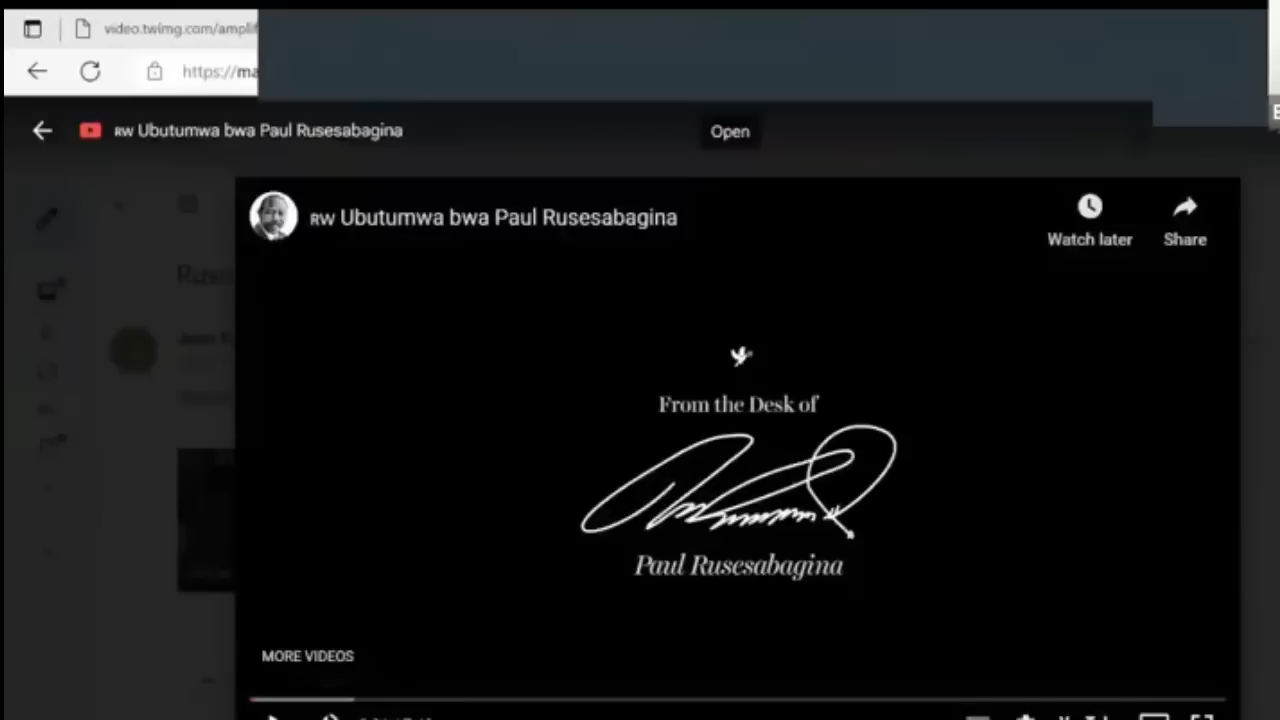 video.twimg.com/amplif
https://ma
RW Ubutumwa bwa Paul Rusesabagina
Open
RW Ubutumwa bwa Paul Rusesabagina
Watch later
Share
From the Desk of
Paul Rusesabagina
MORE VIDEOS